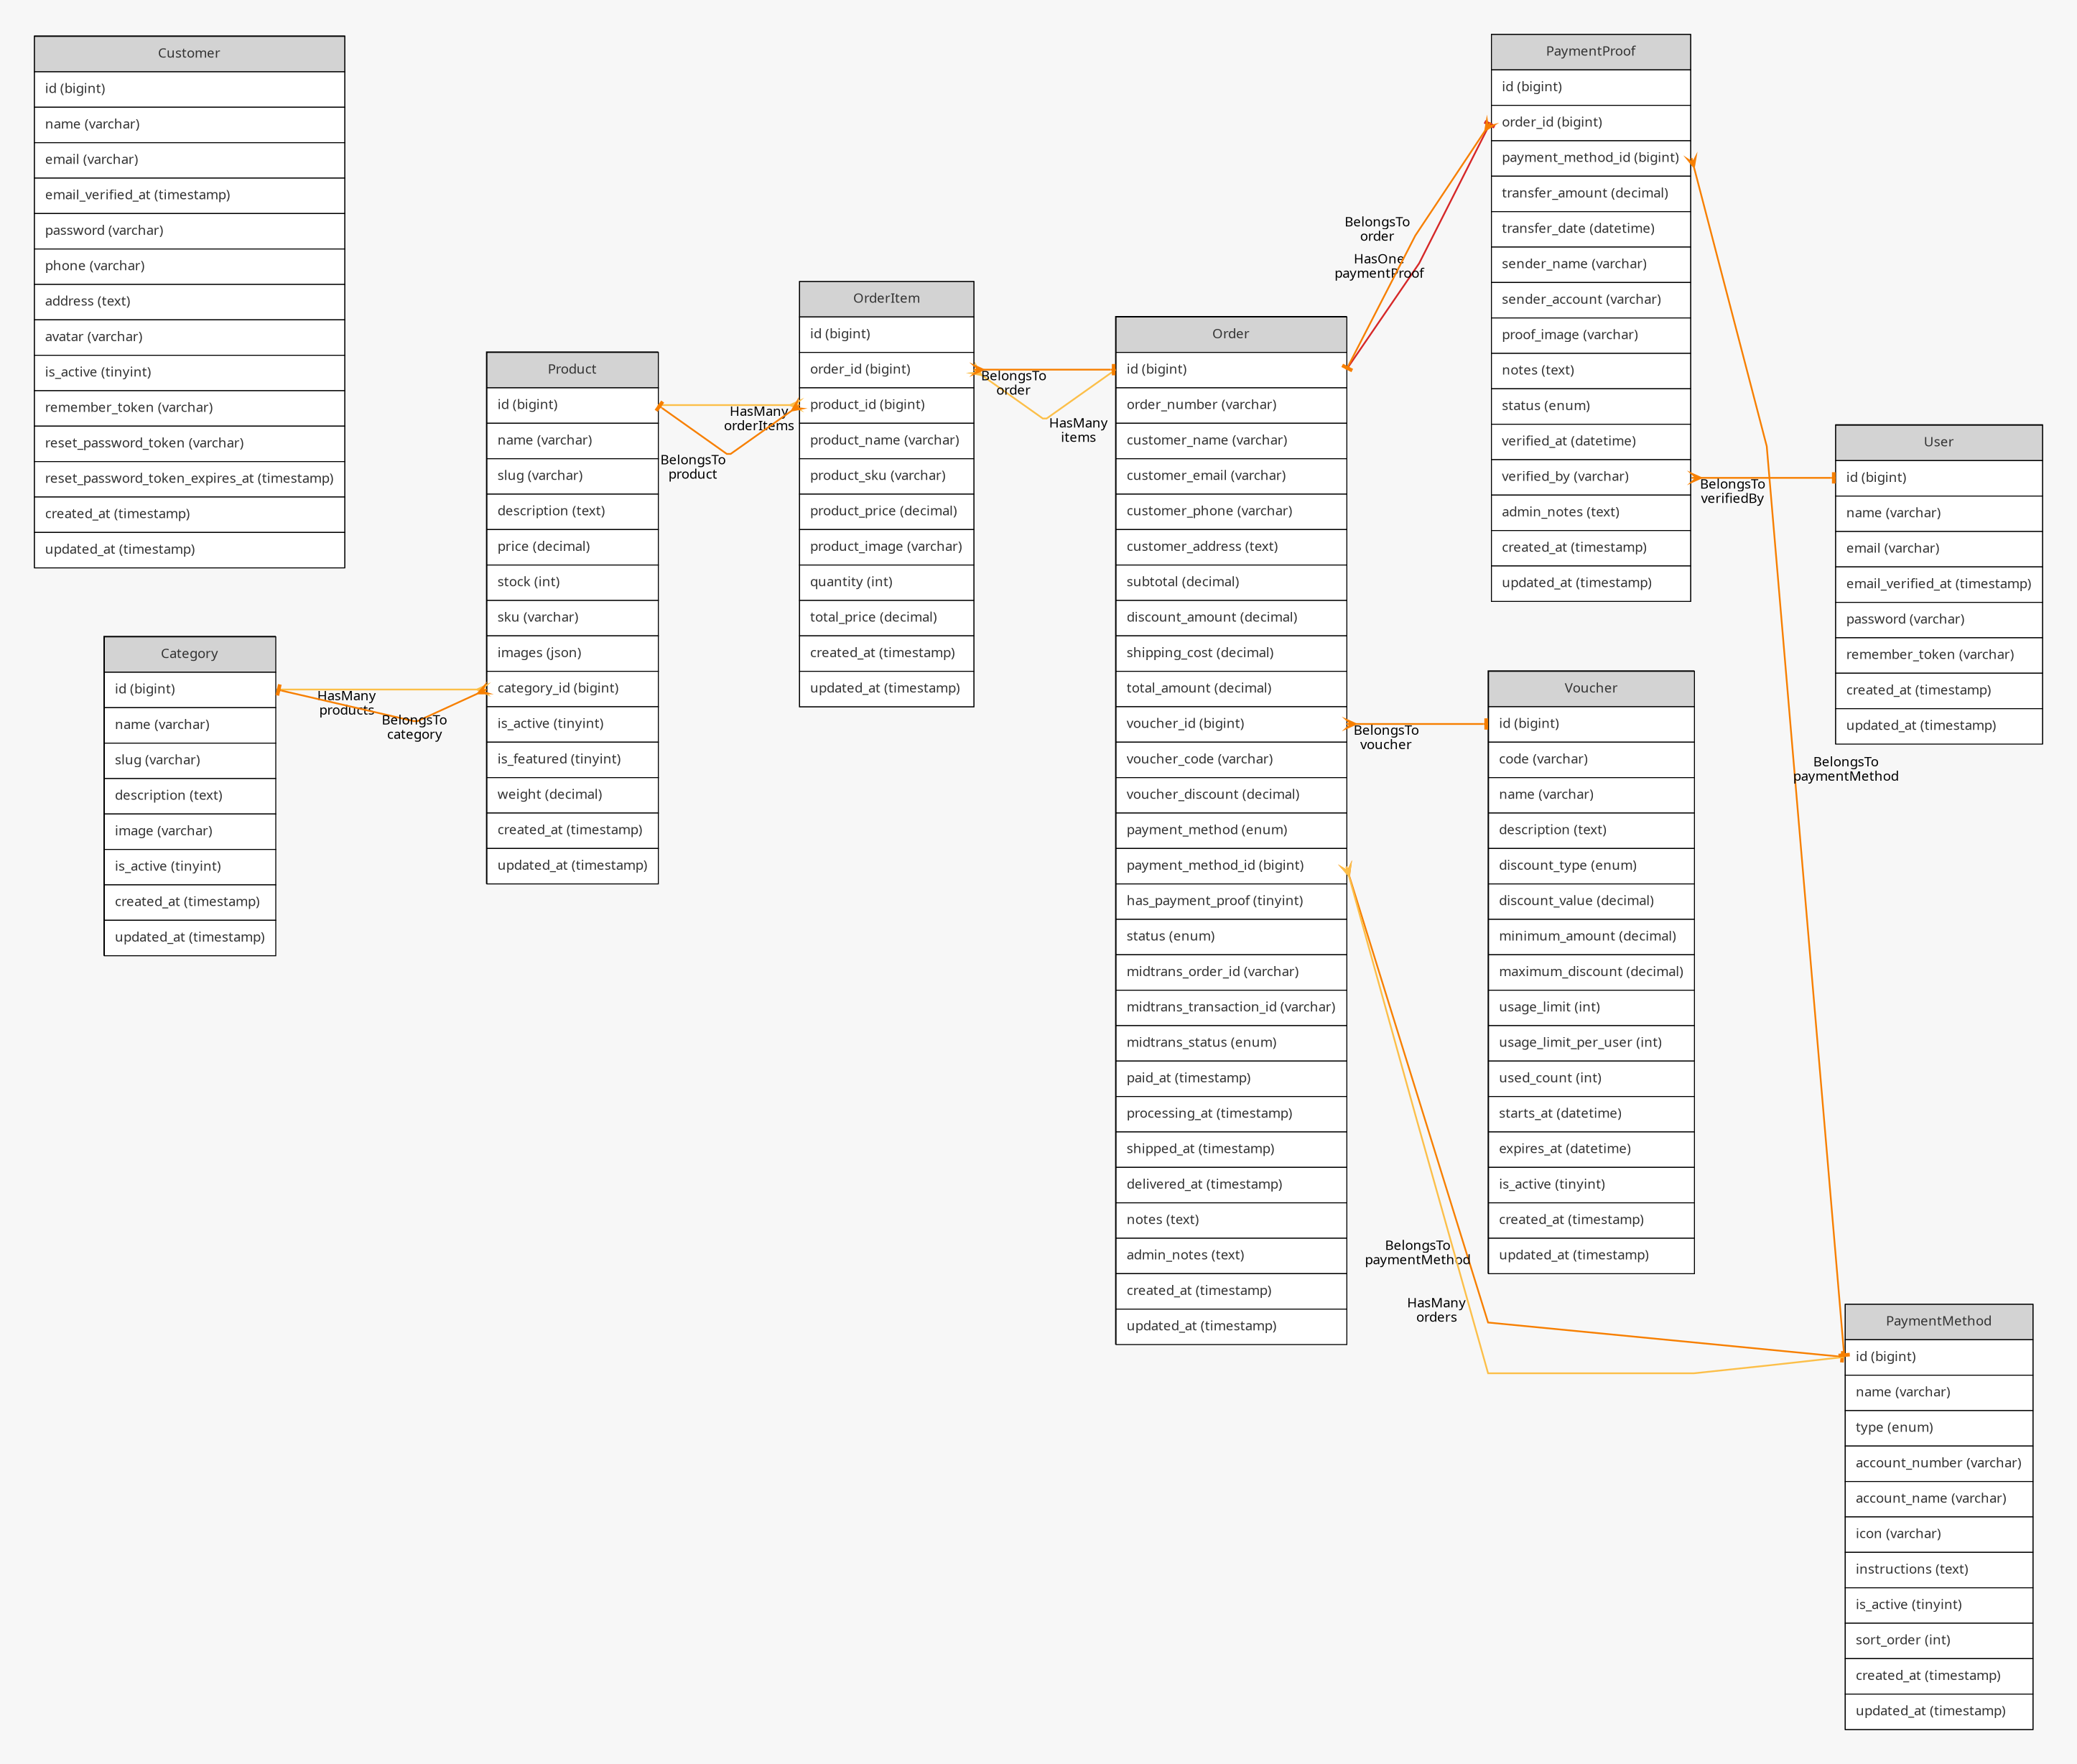 Customer
id (bigint)
name (varchar)
email (varchar)
email_verified_at (timestamp)
password (varchar)
phone (varchar)
address (text)
avatar (varchar)
is_active (tinyint)
remember_token (varchar)
reset_password_token (varchar)
reset_password_token_expires_at (timestamp)
created_at (timestamp)
updated_at (timestamp)
Category
id (bigint)
name (varchar)
slug (varchar)
description (text)
image (varchar)
is_active (tinyint)
created_at (timestamp)
updated_at (timestamp)
HasMany
products
BelongsTo
category
Product
id (bigint)
name (varchar)
slug (varchar)
description (text)
price (decimal)
stock (int)
sku (varchar)
images (json)
category_id (bigint)
is_active (tinyint)
is_featured (tinyint)
weight (decimal)
created_at (timestamp)
updated_at (timestamp)
HasMany
orderItems
BelongsTo
product
OrderItem
id (bigint)
order_id (bigint)
product_id (bigint)
product_name (varchar)
product_sku (varchar)
product_price (decimal)
product_image (varchar)
quantity (int)
total_price (decimal)
created_at (timestamp)
updated_at (timestamp)
BelongsTo
order
HasMany
items
Order
id (bigint)
order_number (varchar)
customer_name (varchar)
customer_email (varchar)
customer_phone (varchar)
customer_address (text)
subtotal (decimal)
discount_amount (decimal)
shipping_cost (decimal)
total_amount (decimal)
voucher_id (bigint)
voucher_code (varchar)
voucher_discount (decimal)
payment_method (enum)
payment_method_id (bigint)
has_payment_proof (tinyint)
status (enum)
midtrans_order_id (varchar)
midtrans_transaction_id (varchar)
midtrans_status (enum)
paid_at (timestamp)
processing_at (timestamp)
shipped_at (timestamp)
delivered_at (timestamp)
notes (text)
admin_notes (text)
created_at (timestamp)
updated_at (timestamp)
BelongsTo
order
HasOne
paymentProof
BelongsTo
voucher
BelongsTo
paymentMethod
HasMany
orders
PaymentProof
id (bigint)
order_id (bigint)
payment_method_id (bigint)
transfer_amount (decimal)
transfer_date (datetime)
sender_name (varchar)
sender_account (varchar)
proof_image (varchar)
notes (text)
status (enum)
verified_at (datetime)
verified_by (varchar)
admin_notes (text)
created_at (timestamp)
updated_at (timestamp)
Voucher
id (bigint)
code (varchar)
name (varchar)
description (text)
discount_type (enum)
discount_value (decimal)
minimum_amount (decimal)
maximum_discount (decimal)
usage_limit (int)
usage_limit_per_user (int)
used_count (int)
starts_at (datetime)
expires_at (datetime)
is_active (tinyint)
created_at (timestamp)
updated_at (timestamp)
BelongsTo
verifiedBy
BelongsTo
paymentMethod
User
id (bigint)
name (varchar)
email (varchar)
email_verified_at (timestamp)
password (varchar)
remember_token (varchar)
created_at (timestamp)
updated_at (timestamp)
PaymentMethod
id (bigint)
name (varchar)
type (enum)
account_number (varchar)
account_name (varchar)
icon (varchar)
instructions (text)
is_active (tinyint)
sort_order (int)
created_at (timestamp)
updated_at (timestamp)